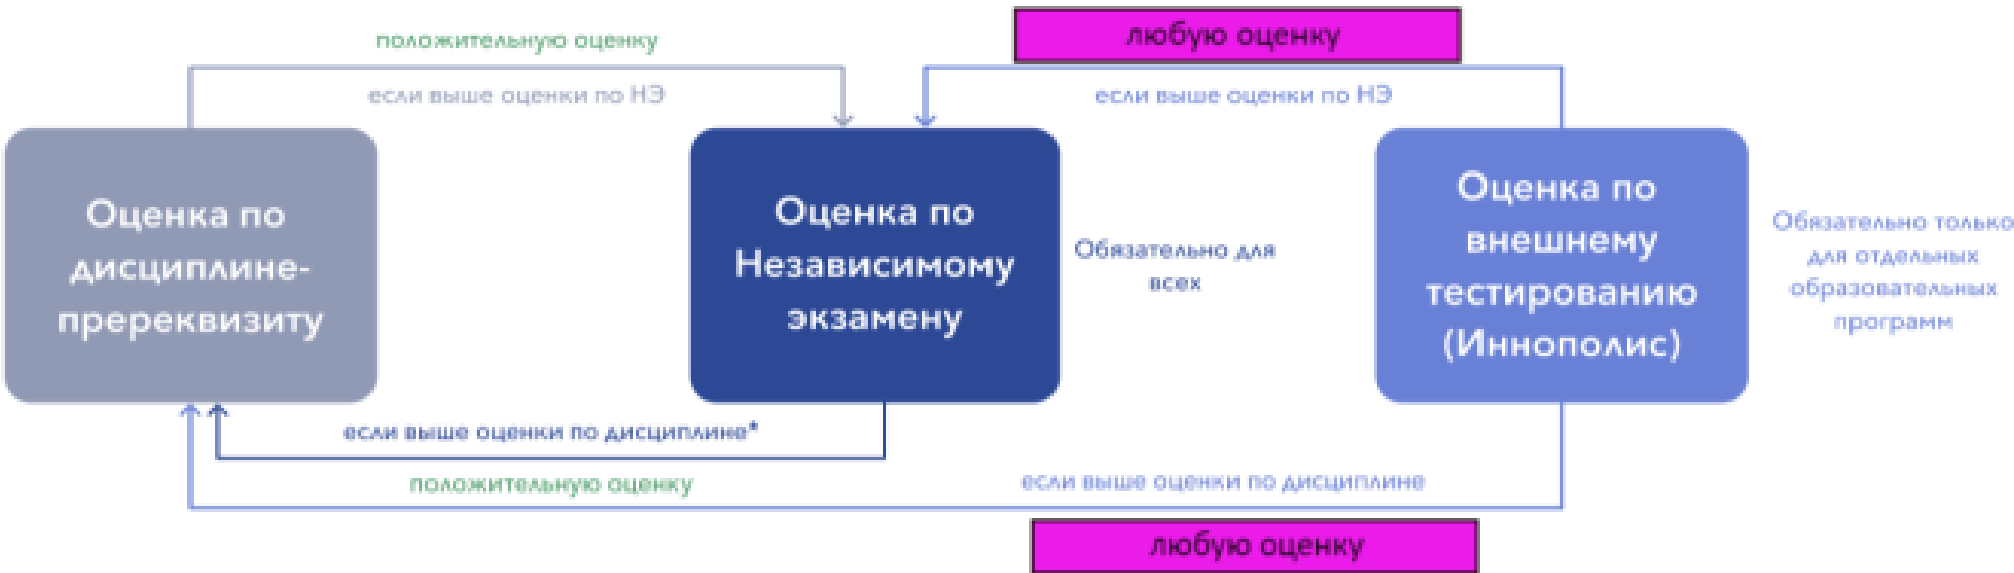 положительную оценку
любую оценку
если выше оценки по НЭ
если выше оценки по НЭ
Оценка по
дисциплине-
пререквизиту
Оценка по
Независимому
экзамену
Обязательно для
всех
Оценка по
внешнему
тестированию
(Иннополис)
Обязательно только
для отдельных
образовательных
программ
если выше оценки по дисциплине*
положительную оценку
если выше оценки по дисциплине
любую оценку